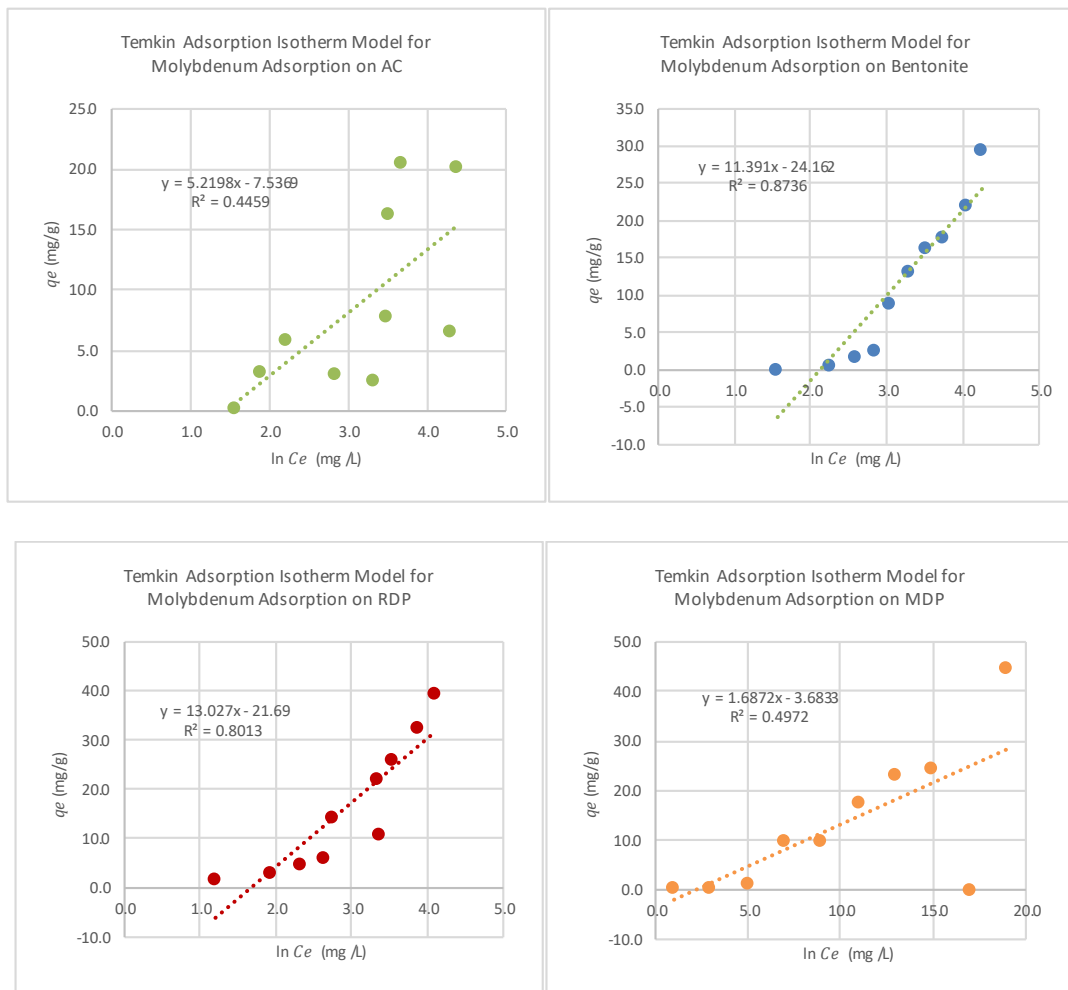 Temkin Adsorption Isotherm Model for
Molybdenum Adsorption on AC
25.0
20.0
15.0
10.0
5.0
0.0
qe (mg/g)
y = 5.2198x - 7.5369
R² = 0.4459
0.0 1.0 2.0 3.0 4.0 5.0
ln Ce (mg /L)
Temkin Adsorption Isotherm Model for
Molybdenum Adsorption on Bentonite
35.0
30.0
25.0
20.0
15.0
10.0
5.0
0.0
-5.0
-10.0
qe (mg/g)
y = 11.391x - 24.162
R² = 0.8736
0.0 1.0 2.0 3.0 4.0 5.0
ln Ce (mg /L)
Temkin Adsorption Isotherm Model for
Molybdenum Adsorption on RDP
50.0
40.0
30.0
20.0
10.0
0.0
-10.0
qe (mg/g)
y = 13.027x - 21.69
R² = 0.8013
0.0 1.0 2.0 3.0 4.0 5.0
ln Ce (mg /L)
Temkin Adsorption Isotherm Model for
Molybdenum Adsorption on MDP
50.0
40.0
30.0
20.0
10.0
0.0
-10.0
qe (mg/g)
y = 1.6872x - 3.6833
R² = 0.4972
0.0 5.0 10.0 15.0 20.0
ln Ce (mg /L)